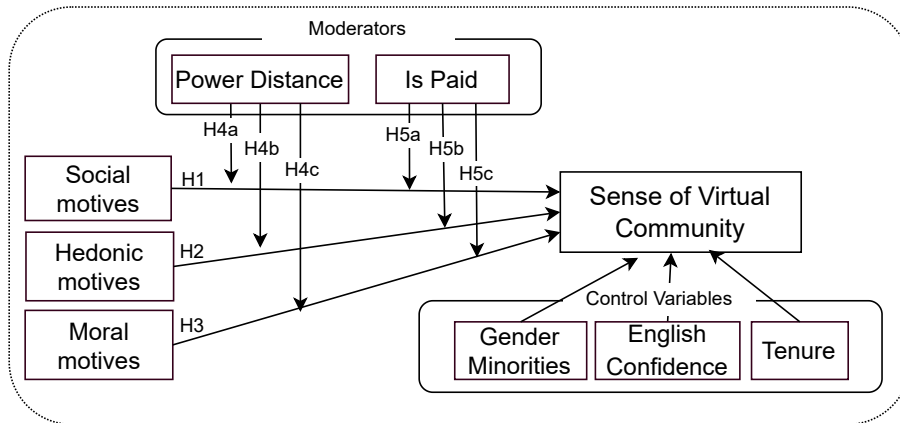 Moderators
Power Distance
Is Paid
H4a
H4b
H4c
H5a
H5b
H5c
Social
motives
H1
Hedonic
motives
H2
Moral
motives
H3
Sense of Virtual
Community
Control Variables
Gender
Minorities
English
Confidence
Tenure